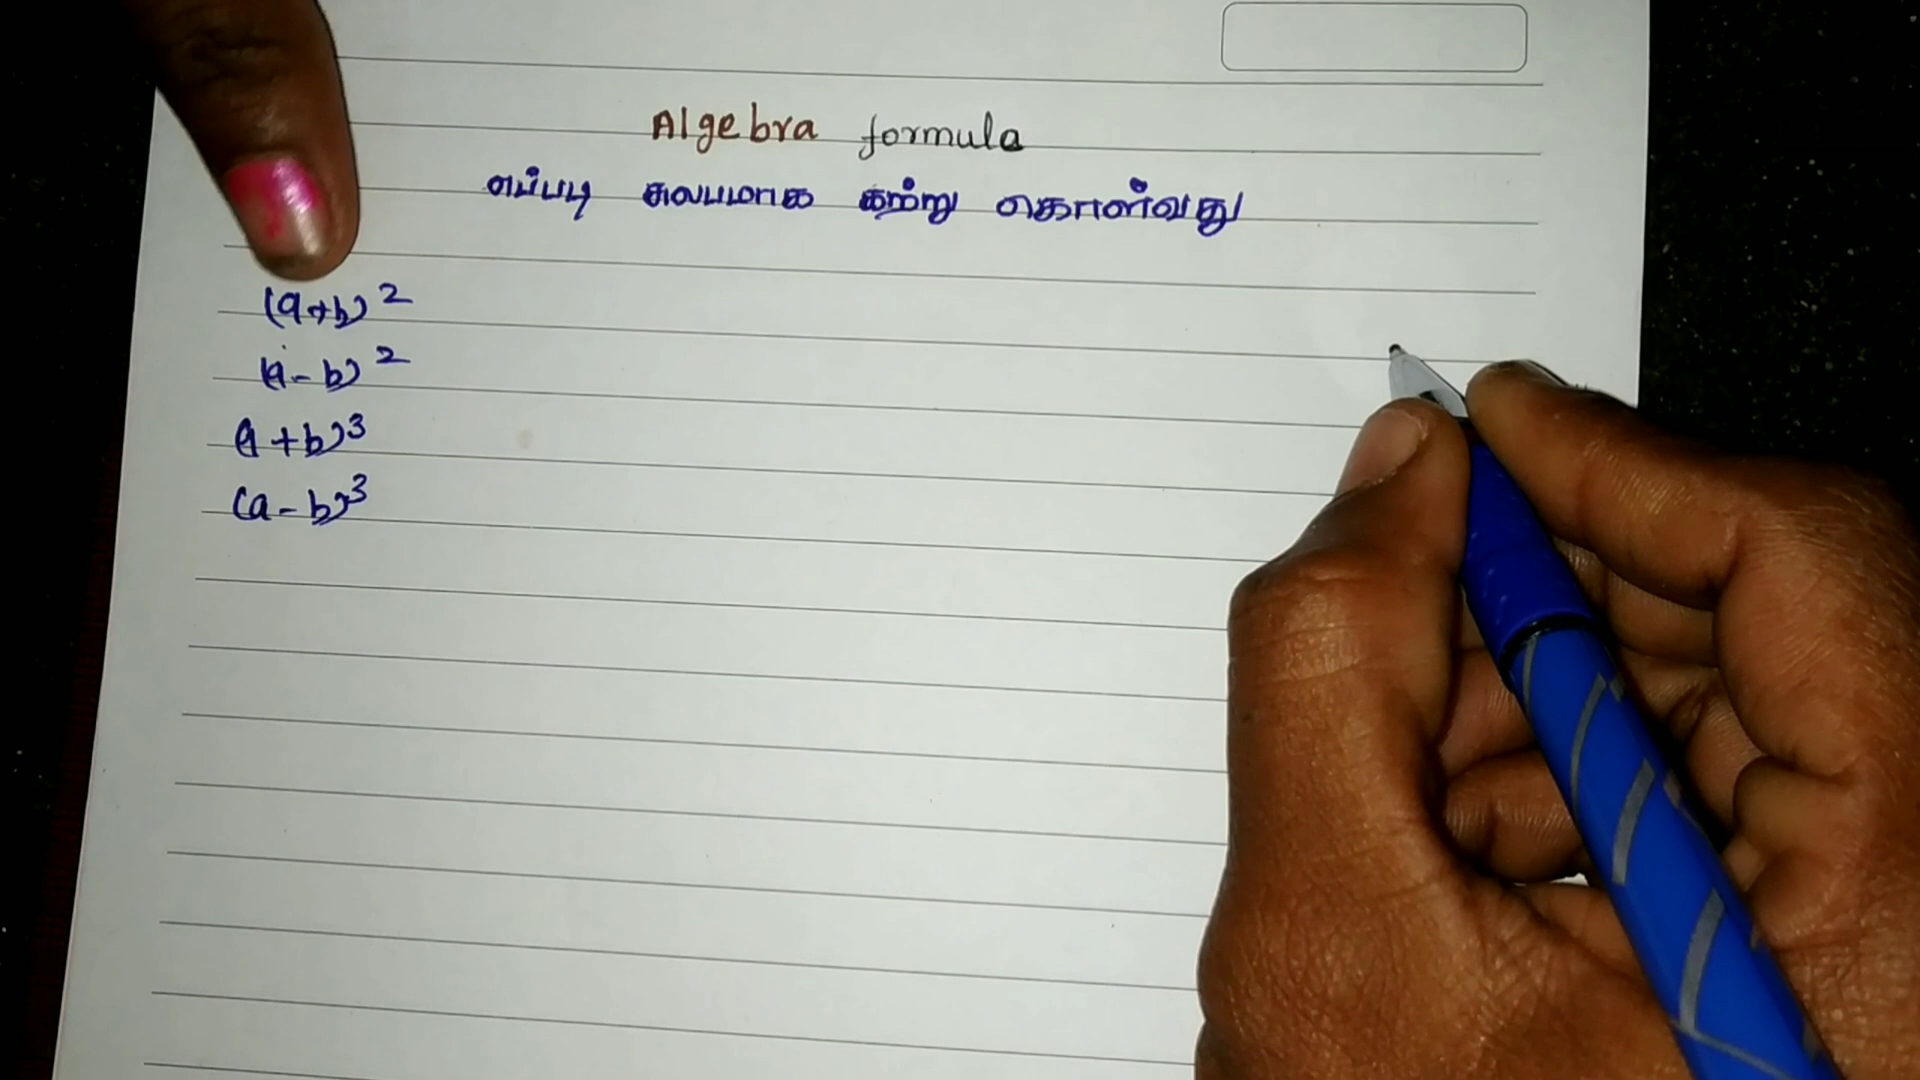 Algebra formula
எப்படி சுலபமாக கற்று கொள்வது
(a+b)²
(a-b)²
(a+b)³
(a-b)³